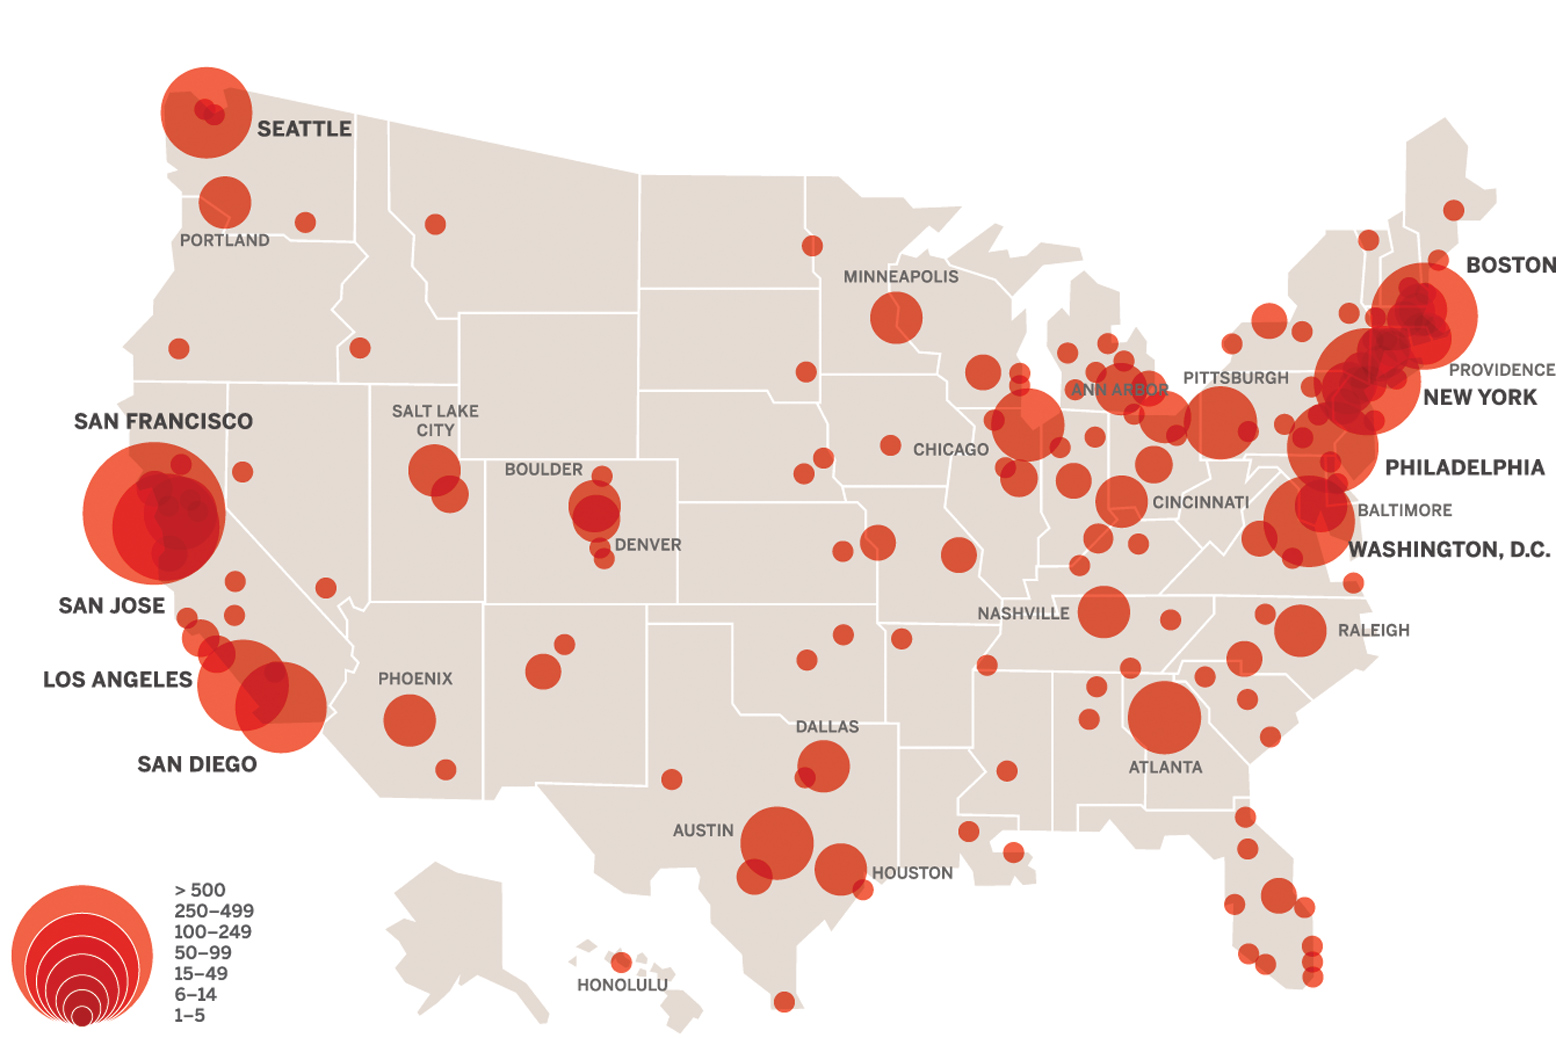 SEATTLE
PORTLAND
MINNEAPOLIS
BOSTON
PROVIDENCE
NEW YORK
PITTSBURGH
ANN ARBOR
SAN FRANCISCO
SALT LAKE
CITY
CHICAGO
BOULDER
PHILADELPHIA
CINCINNATI
BALTIMORE
DENVER
WASHINGTON, D.C.
SAN JOSE
NASHVILLE
RALEIGH
LOS ANGELES
PHOENIX
DALLAS
SAN DIEGO
ATLANTA
AUSTIN
HOUSTON
> 500
250–499
100–249
50–99
15–49
6–14
1–5
HONOLULU